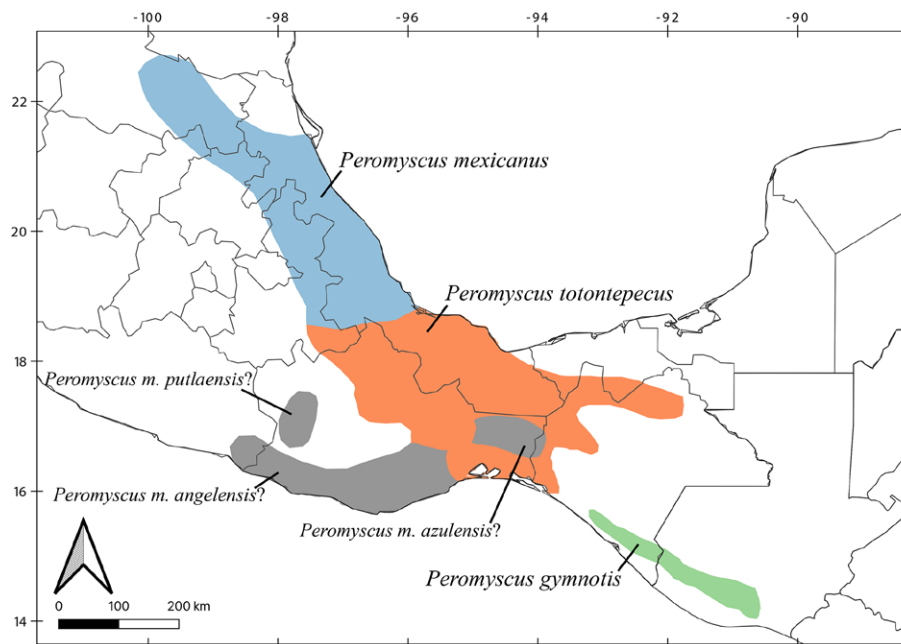 -100 -98 -96 -94 -92 -90
22
Peromyscus mexicanus
20
Peromyscus totontepecus
18
Peromyscus m. putlaensis?
16
Peromyscus m. angelensis?
Peromyscus m. azulensis?
Peromyscus gymnotis
0 100 200 km
14